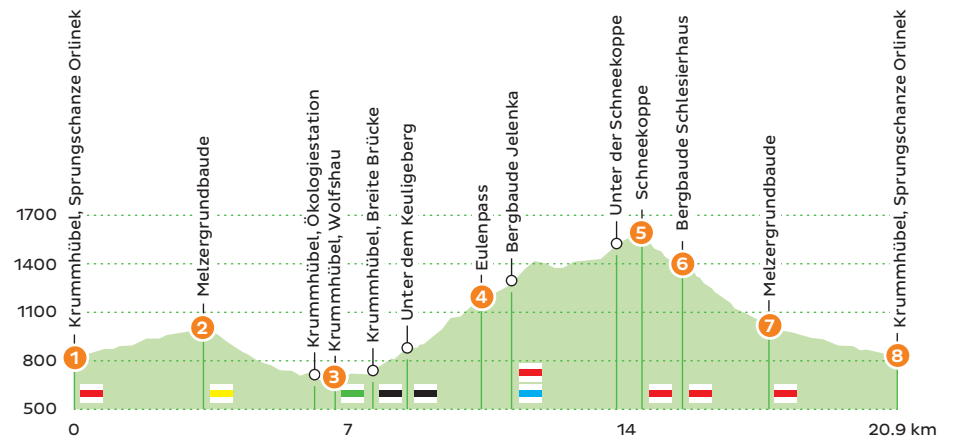 Krummhübel, Sprungschanze Orlinek
Melzergrundbaude
Krummhübel, Ökologiestation
Krummhübel, Wolfshau
Krummhübel, Breite Brücke
Unter dem Keuligeberg
Eulenpass
Bergbaude Jelenka
Unter der Schneekoppe
Schneekoppe
Bergbaude Schlesierhaus
Melzergrundbaude
Krummhübel, Sprungschanze Orlinek
1700
1400
1100
800
500
1
2
3
4
5
6
7
8
0
7
14
20.9 km